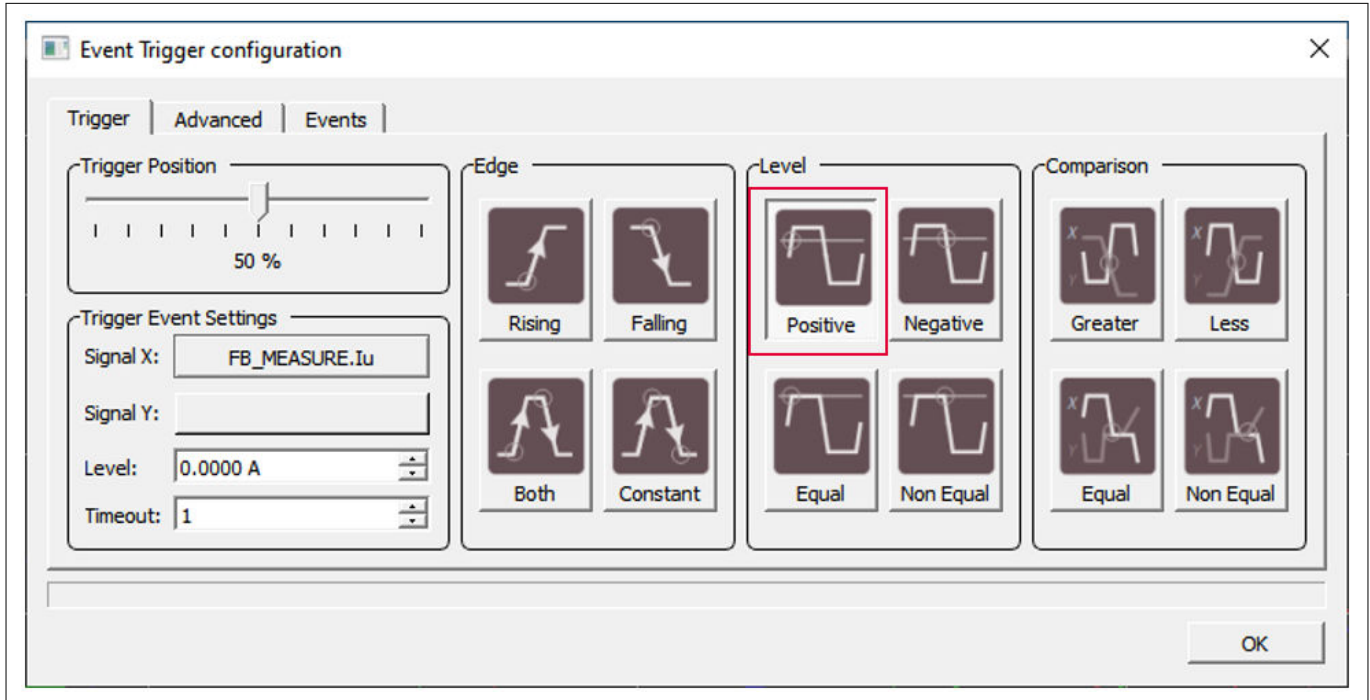 Event Trigger configuration
Trigger
Advanced
Events
Trigger Position
50 %
Trigger Event Settings
Signal X: FB_MEASURE.Iu
Signal Y:
Level: 0.0000 A
Timeout: 1
Edge
Rising
Falling
Both
Constant
Level
Positive
Negative
Equal
Non Equal
Comparison
X
Y
Greater
X
Y
Less
X
Y
Equal
X
Y
Non Equal
OK